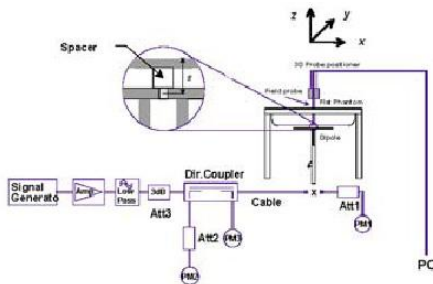 z
y
x
Spacer
3D Probe positioner
Field probe
Flat Phantom
Dipole
Signal
Generato
Amp
Low
Pass
3dB
Att3
Dir.Coupler
Cable
x
Att1
PM1
Att2
PM3
PM2
PC